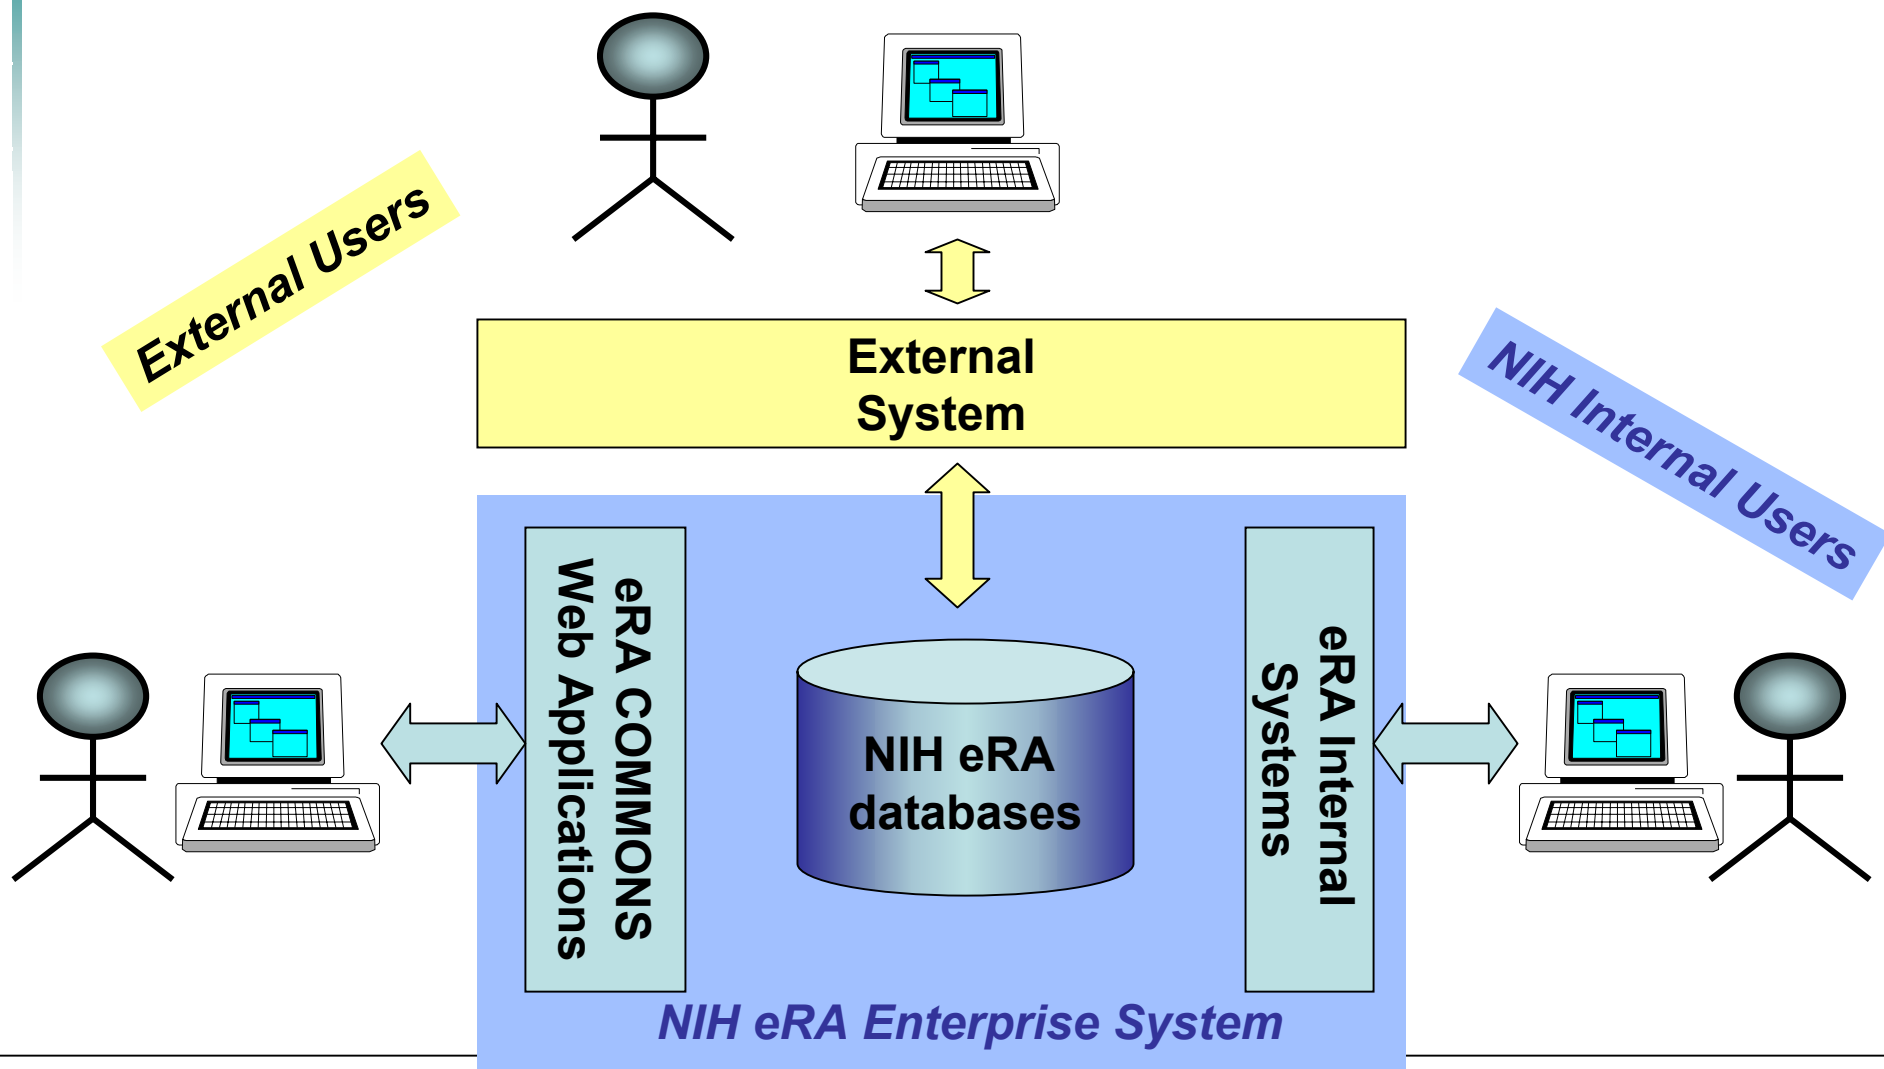 External Users
External
System
NIH Internal Users
eRA COMMONS
Web Applications
NIH eRA
databases
eRA Internal
Systems
NIH eRA Enterprise System